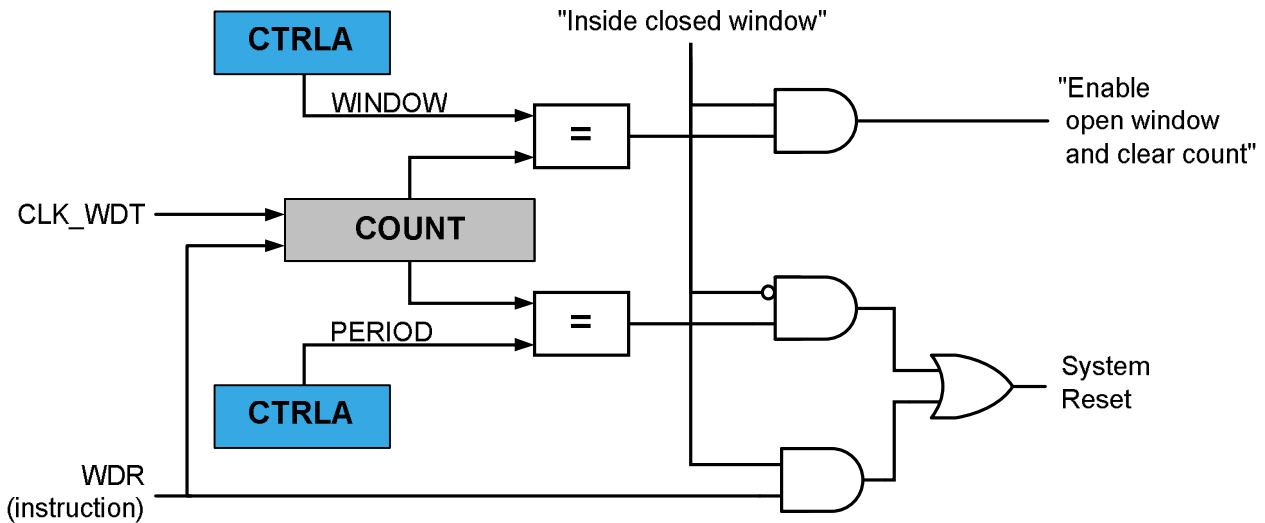 "Inside closed window"
CTRLA
WINDOW
"Enable
open window
and clear count"
=
CLK_WDT
COUNT
PERIOD
=
System
Reset
CTRLA
WDR
(instruction)